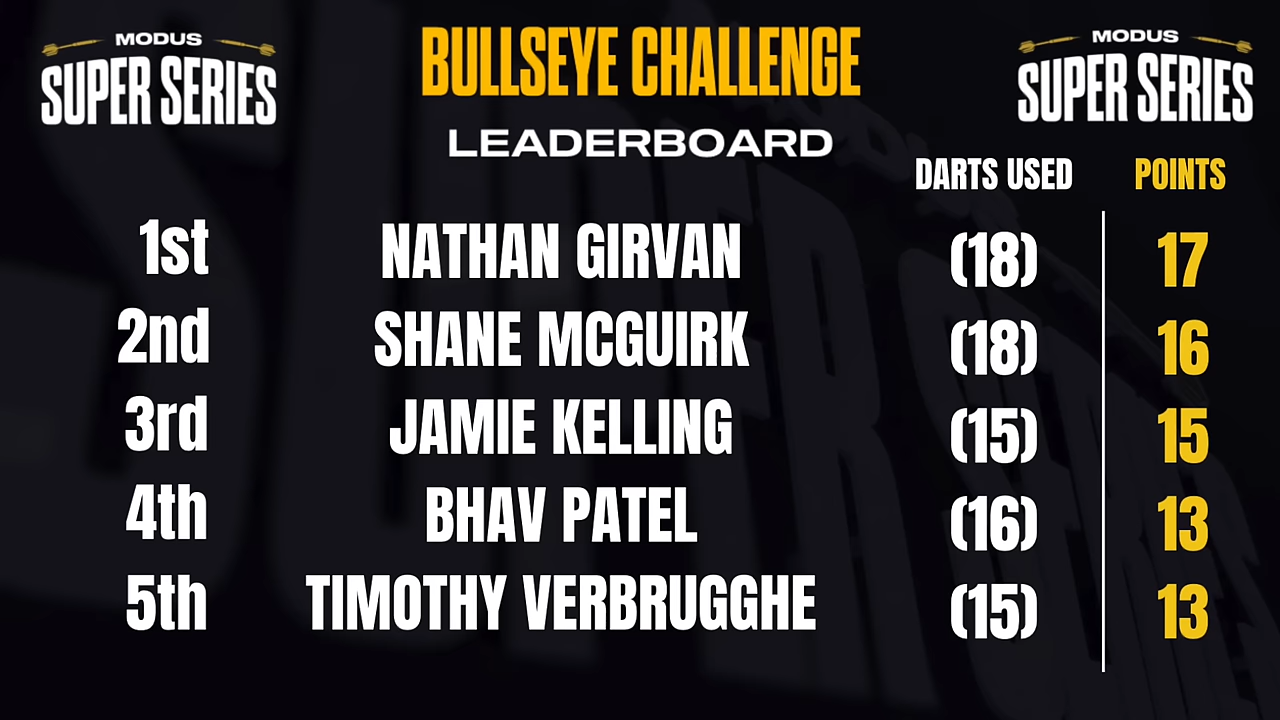 MODUS
SUPER SERIES
BULLSEYE CHALLENGE
LEADERBOARD
MODUS
SUPER SERIES
DARTS USED POINTS
1st NATHAN GIRVAN (18) 17
2nd SHANE MCGUIRK (18) 16
3rd JAMIE KELLING (15) 15
4th BHAV PATEL (16) 13
5th TIMOTHY VERBRUGGHE (15) 13